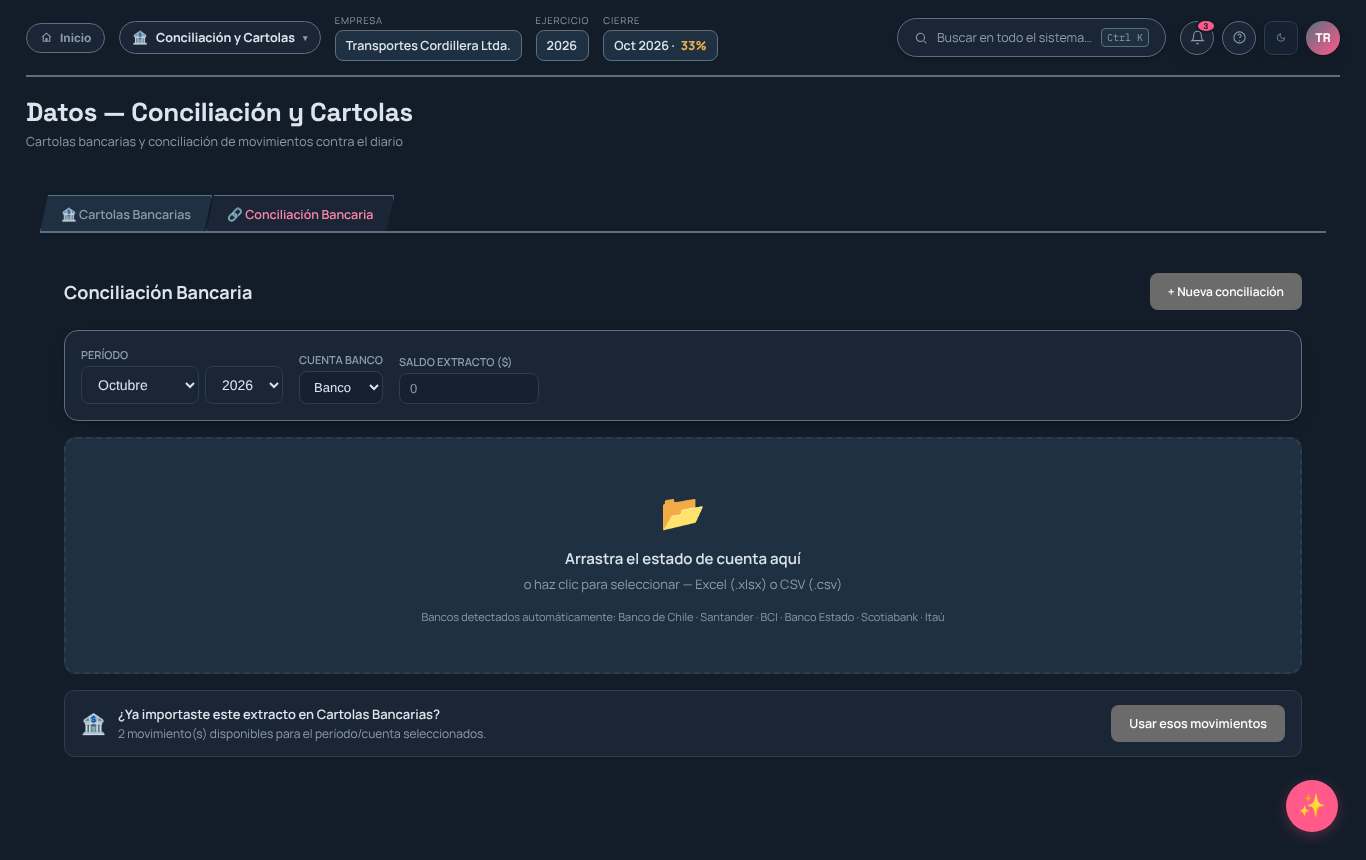 Inicio
Conciliación y Cartolas
EMPRESA
Transportes Cordillera Ltda.
EJERCICIO
2026
CIERRE
Oct 2026 · 33%
Buscar en todo el sistema... Ctrl K
3
TR
Datos — Conciliación y Cartolas
Cartolas bancarias y conciliación de movimientos contra el diario
Cartolas Bancarias
Conciliación Bancaria
Conciliación Bancaria
+ Nueva conciliación
PERÍODO
Octubre
2026
CUENTA BANCO
Banco
SALDO EXTRACTO ($)
0
Arrastra el estado de cuenta aquí
o haz clic para seleccionar — Excel (.xlsx) o CSV (.csv)
Bancos detectados automáticamente: Banco de Chile · Santander · BCI · Banco Estado · Scotiabank · Itaú
¿Ya importaste este extracto en Cartolas Bancarias?
2 movimiento(s) disponibles para el período/cuenta seleccionados.
Usar esos movimientos